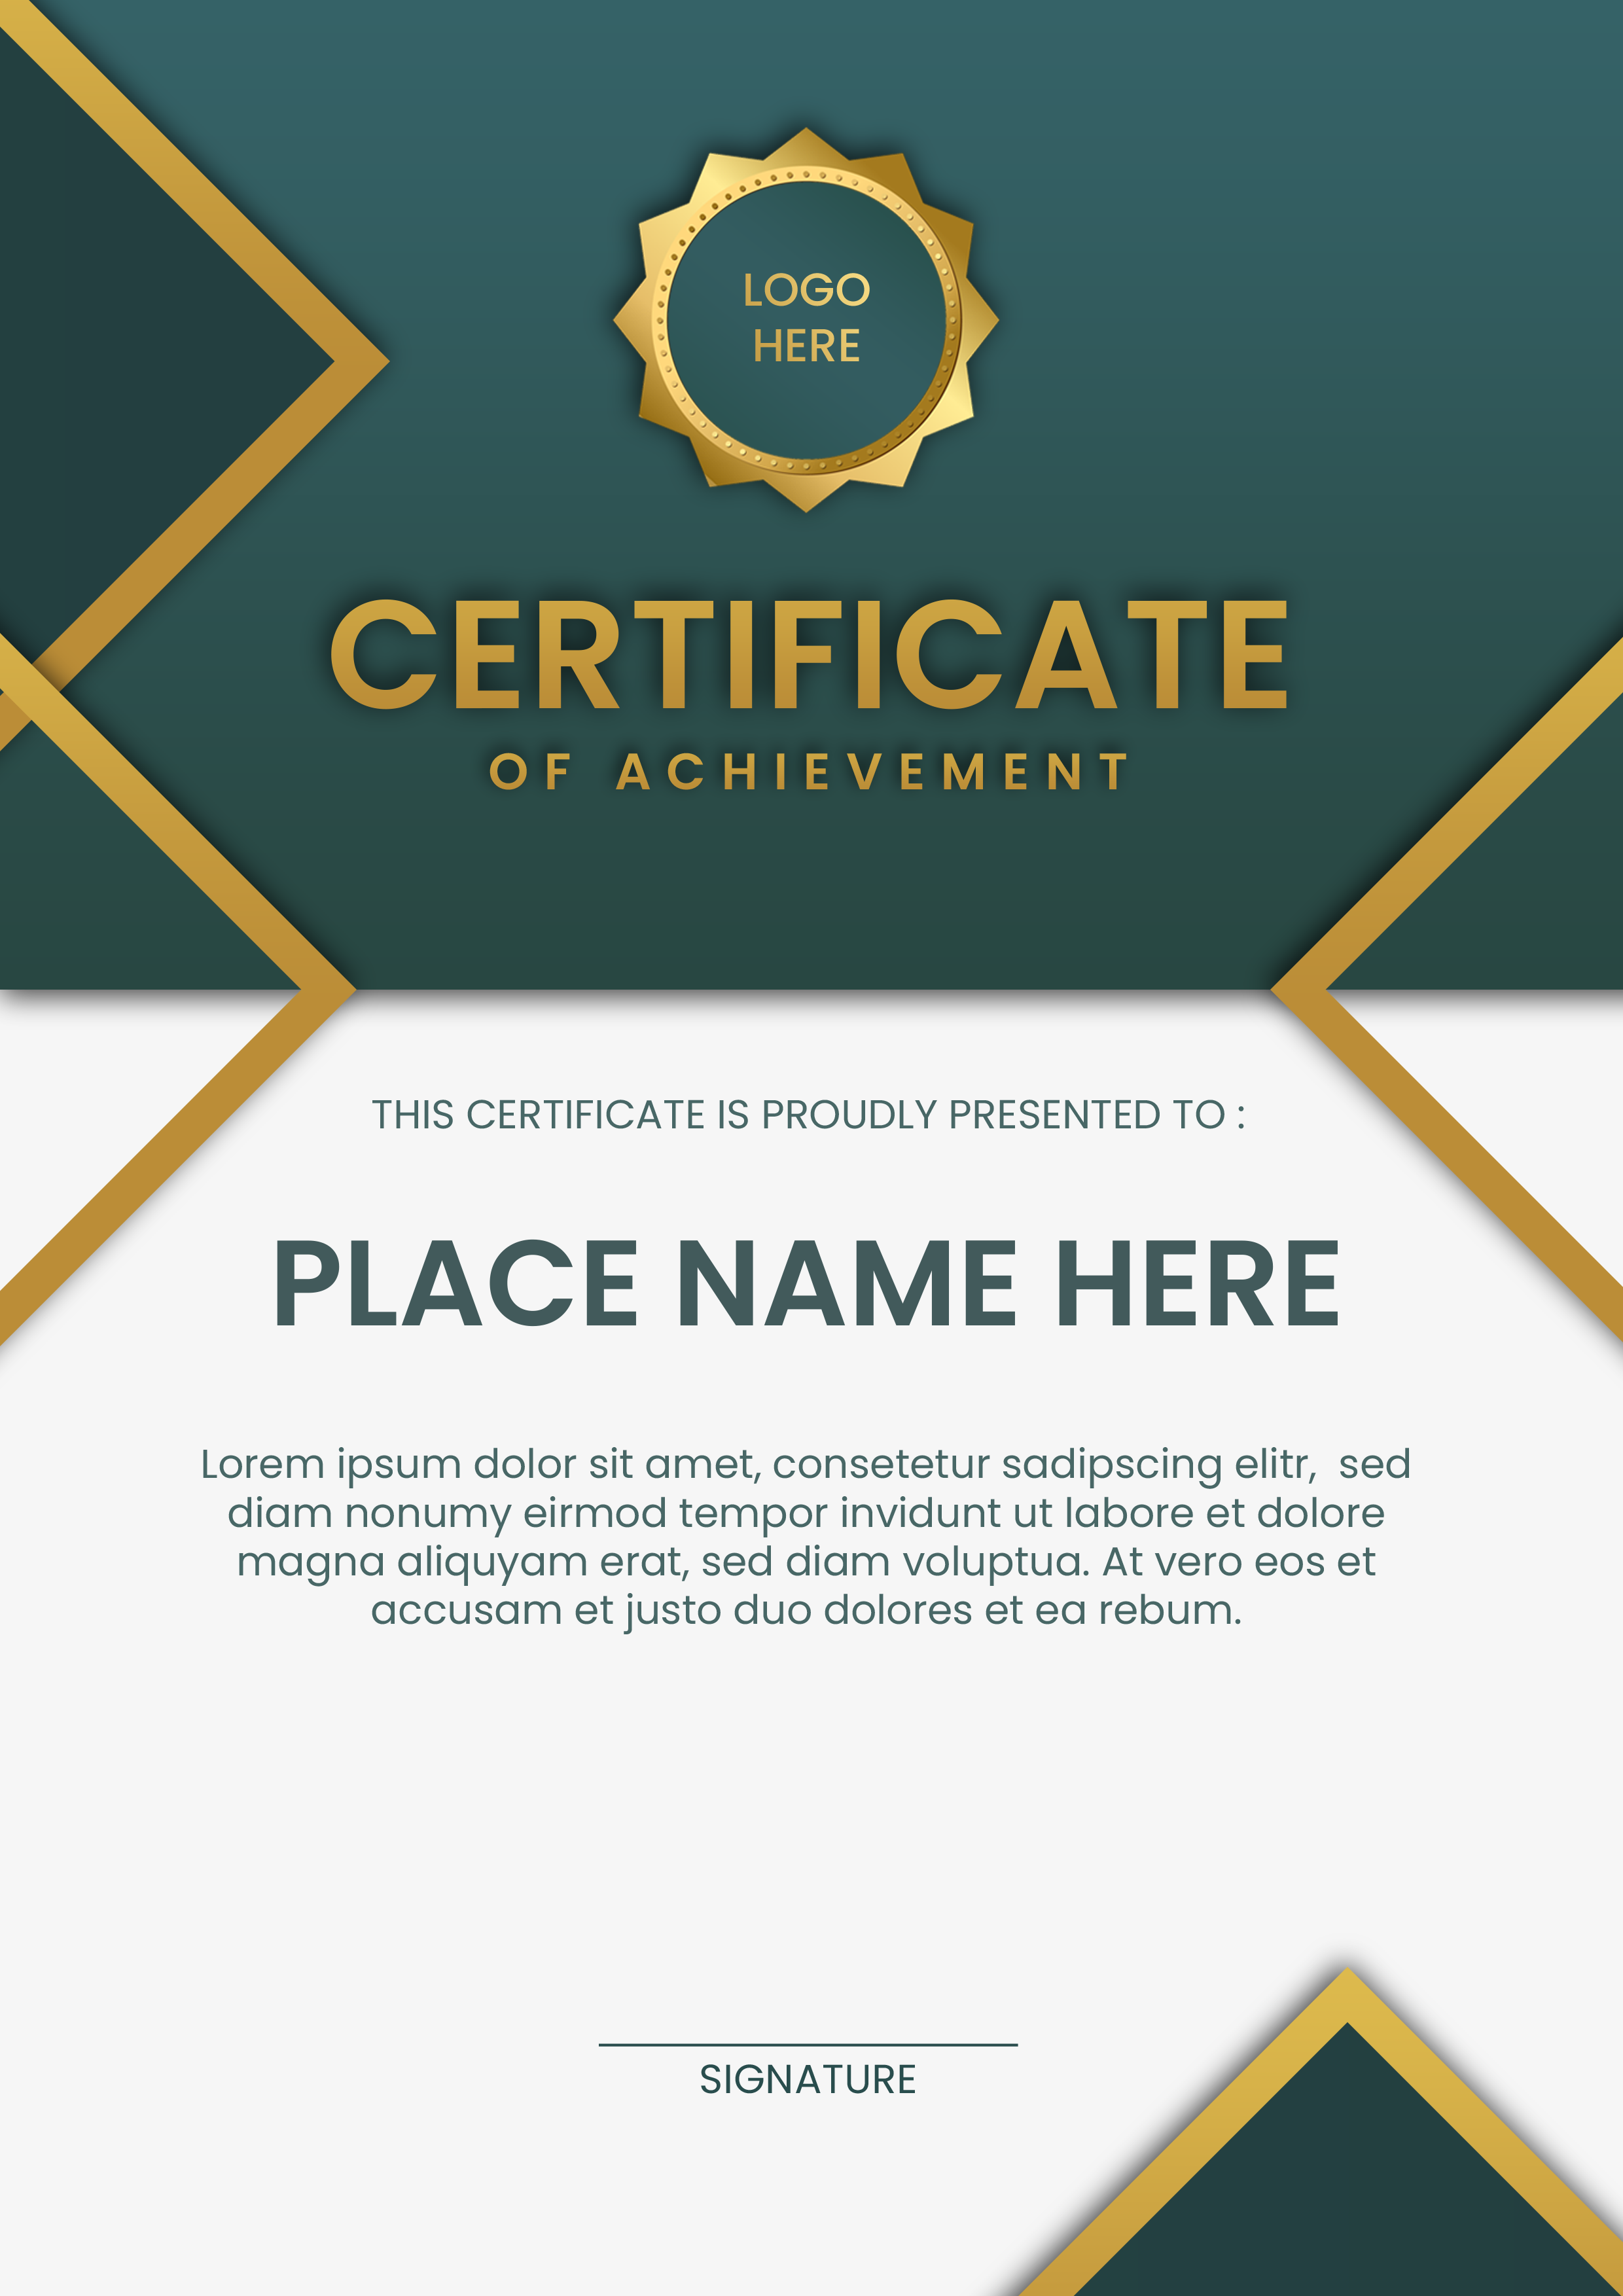 LOGO
HERE
CERTIFICATE
OF ACHIEVEMENT
THIS CERTIFICATE IS PROUDLY PRESENTED TO :
PLACE NAME HERE
Lorem ipsum dolor sit amet, consetetur sadipscing elitr,  sed
diam nonumy eirmod tempor invidunt ut labore et dolore
magna aliquyam erat, sed diam voluptua. At vero eos et
accusam et justo duo dolores et ea rebum.
SIGNATURE